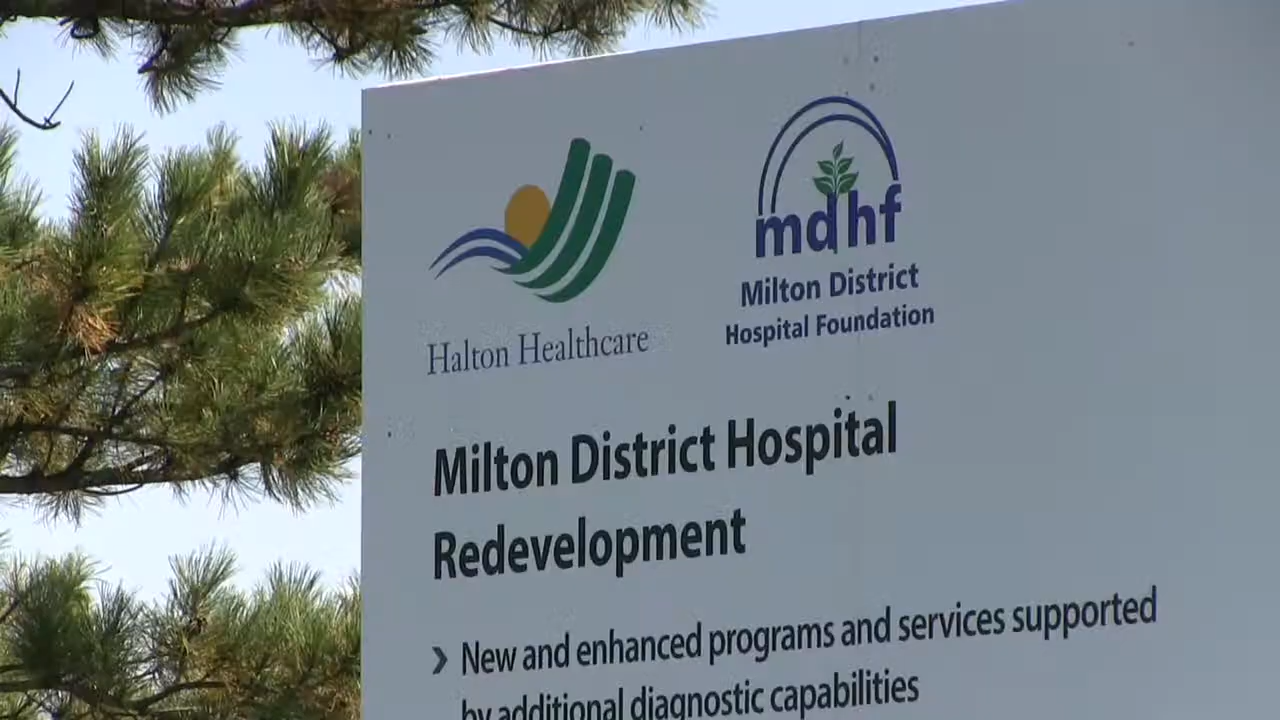 mdhf
Milton District
Hospital Foundation
Halton Healthcare
Milton District Hospital
Redevelopment
› New and enhanced programs and services supported
by additional diagnostic capabilities